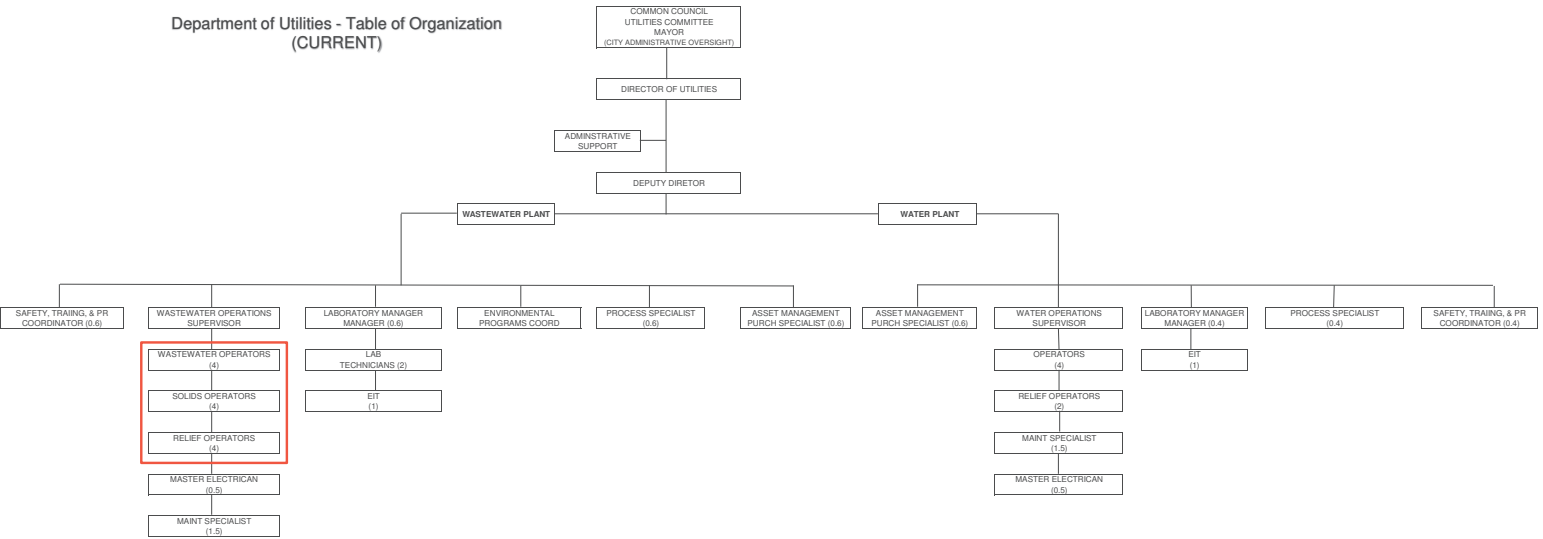 Department of Utilities - Table of Organization
(CURRENT)
COMMON COUNCIL
UTILITIES COMMITTEE
MAYOR
(CITY ADMINISTRATIVE OVERSIGHT)
DIRECTOR OF UTILITIES
ADMINSTRATIVE
SUPPORT
DEPUTY DIRETOR
WASTEWATER PLANT
WATER PLANT
SAFETY, TRAIING, & PR
COORDINATOR (0.6)
WASTEWATER OPERATIONS
SUPERVISOR
LABORATORY MANAGER
MANAGER (0.6)
ENVIRONMENTAL
PROGRAMS COORD
PROCESS SPECIALIST
(0.6)
ASSET MANAGEMENT
PURCH SPECIALIST (0.6)
ASSET MANAGEMENT
PURCH SPECIALIST (0.6)
WATER OPERATIONS
SUPERVISOR
LABORATORY MANAGER
MANAGER (0.4)
PROCESS SPECIALIST
(0.4)
SAFETY, TRAIING, & PR
COORDINATOR (0.4)
WASTEWATER OPERATORS
(4)
LAB
TECHNICIANS (2)
OPERATORS
(4)
EIT
(1)
SOLIDS OPERATORS
(4)
EIT
(1)
RELIEF OPERATORS
(2)
RELIEF OPERATORS
(4)
MAINT SPECIALIST
(1.5)
MASTER ELECTRICAN
(0.5)
MASTER ELECTRICAN
(0.5)
MAINT SPECIALIST
(1.5)